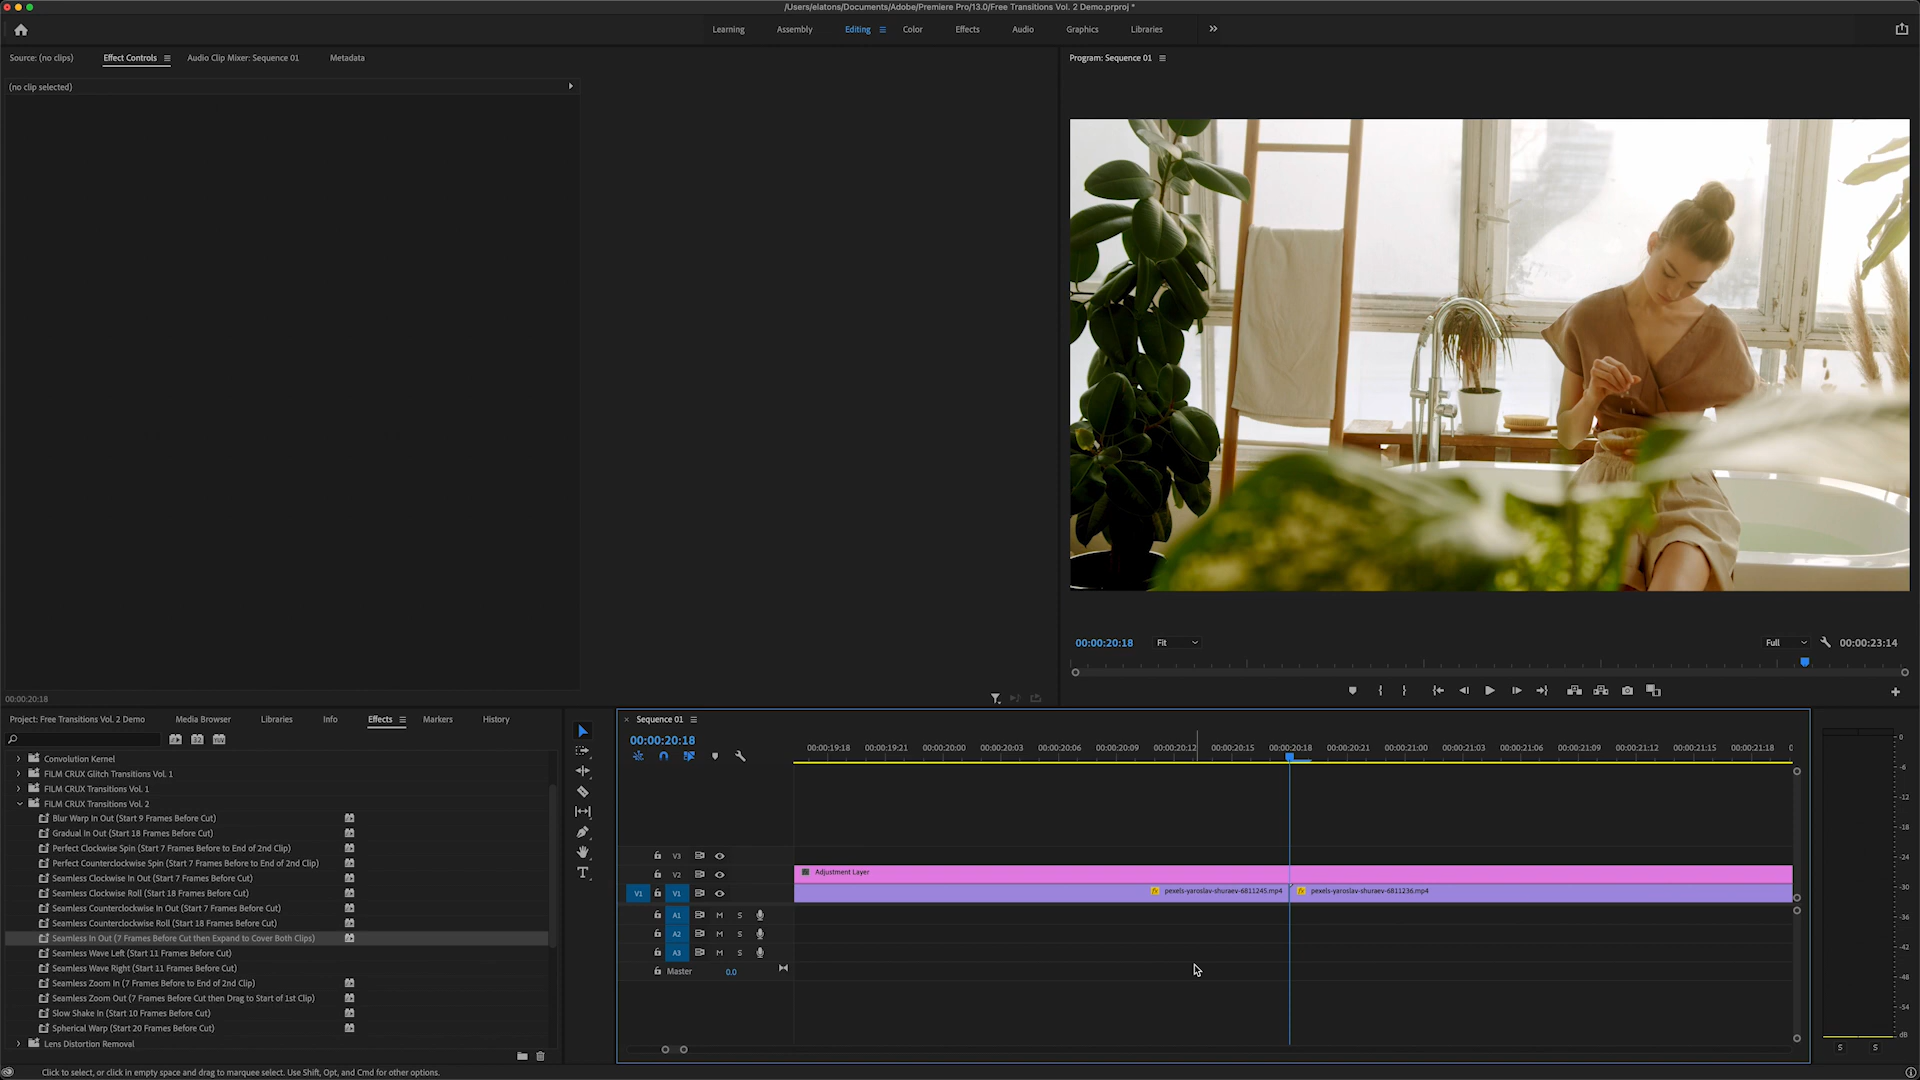 /Users/elatons/Documents/Adobe/Premiere Pro/13.0/Free Transitions Vol. 2 Demo.prproj *
Learning Assembly Editing Color Effects Audio Graphics Libraries
Source: (no clips) Effect Controls Audio Clip Mixer: Sequence 01 Metadata
Program: Sequence 01
(no clip selected)
00:00:20:18 Fit Full 00:00:23:14
00:00:20:18
Project: Free Transitions Vol. 2 Demo Media Browser Libraries Info Effects Markers History
Convolution Kernel
FILM CRUX Glitch Transitions Vol. 1
FILM CRUX Transitions Vol. 1
FILM CRUX Transitions Vol. 2
Blur Warp In Out (Start 9 Frames Before Cut)
Gradual In Out (Start 18 Frames Before Cut)
Perfect Clockwise Spin (Start 7 Frames Before to End of 2nd Clip)
Perfect Counterclockwise Spin (Start 7 Frames Before to End of 2nd Clip)
Seamless Clockwise In Out (Start 7 Frames Before Cut)
Seamless Clockwise Roll (Start 18 Frames Before Cut)
Seamless Counterclockwise In Out (Start 7 Frames Before Cut)
Seamless Counterclockwise Roll (Start 18 Frames Before Cut)
Seamless In Out (7 Frames Before Cut then Expand to Cover Both Clips)
Seamless Wave Left (Start 11 Frames Before Cut)
Seamless Wave Right (Start 11 Frames Before Cut)
Seamless Zoom In (7 Frames Before to End of 2nd Clip)
Seamless Zoom Out (7 Frames Before Cut then Drag to Start of 1st Clip)
Slow Shake In (Start 10 Frames Before Cut)
Spherical Warp (Start 20 Frames Before Cut)
Lens Distortion Removal
Sequence 01
00:00:20:18
00:00:19:18 00:00:19:21 00:00:20:00 00:00:20:03 00:00:20:06 00:00:20:09 00:00:20:12 00:00:20:15 00:00:20:18 00:00:20:21 00:00:21:00 00:00:21:03 00:00:21:06 00:00:21:09 00:00:21:12 00:00:21:15 00:00:21:18
V3
V2 Adjustment Layer
V1 V1 fx pexels-yaroslav-shuraev-6811245.mp4 fx pexels-yaroslav-shuraev-6811236.mp4
A1 M S
A2 M S
A3 M S
Master 0.0
0
-6
-12
-18
-24
-30
-36
-42
-48
-54
dB
S S
Click to select, or click in empty space and drag to marquee select. Use Shift, Opt, and Cmd for other options.